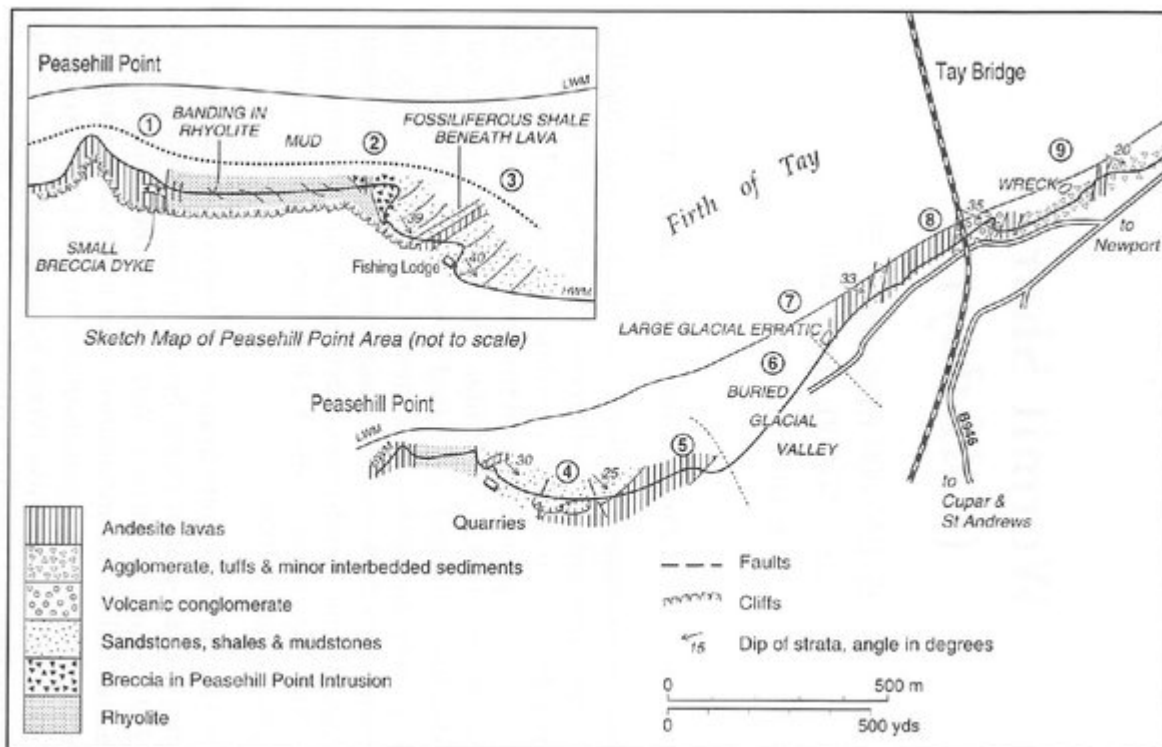 Peasehill Point
LWM
1
BANDING IN
RHYOLITE
MUD
2
FOSSILIFEROUS SHALE
BENEATH LAVA
3
39
40
SMALL
BRECCIA DYKE
Fishing Lodge
HWM
Sketch Map of Peasehill Point Area (not to scale)
Tay Bridge
Firth of Tay
9
20
WRECK
35
8
to
Newport
33
7
LARGE GLACIAL ERRATIC
6
BURIED
GLACIAL
VALLEY
B946
to
Cupar &
St Andrews
Peasehill Point
LWM
HWM
30
4
25
5
Quarries
Andesite lavas
Agglomerate, tuffs & minor interbedded sediments
Volcanic conglomerate
Sandstones, shales & mudstones
Breccia in Peasehill Point Intrusion
Rhyolite
Faults
Cliffs
15
Dip of strata, angle in degrees
0 500 m
0 500 yds